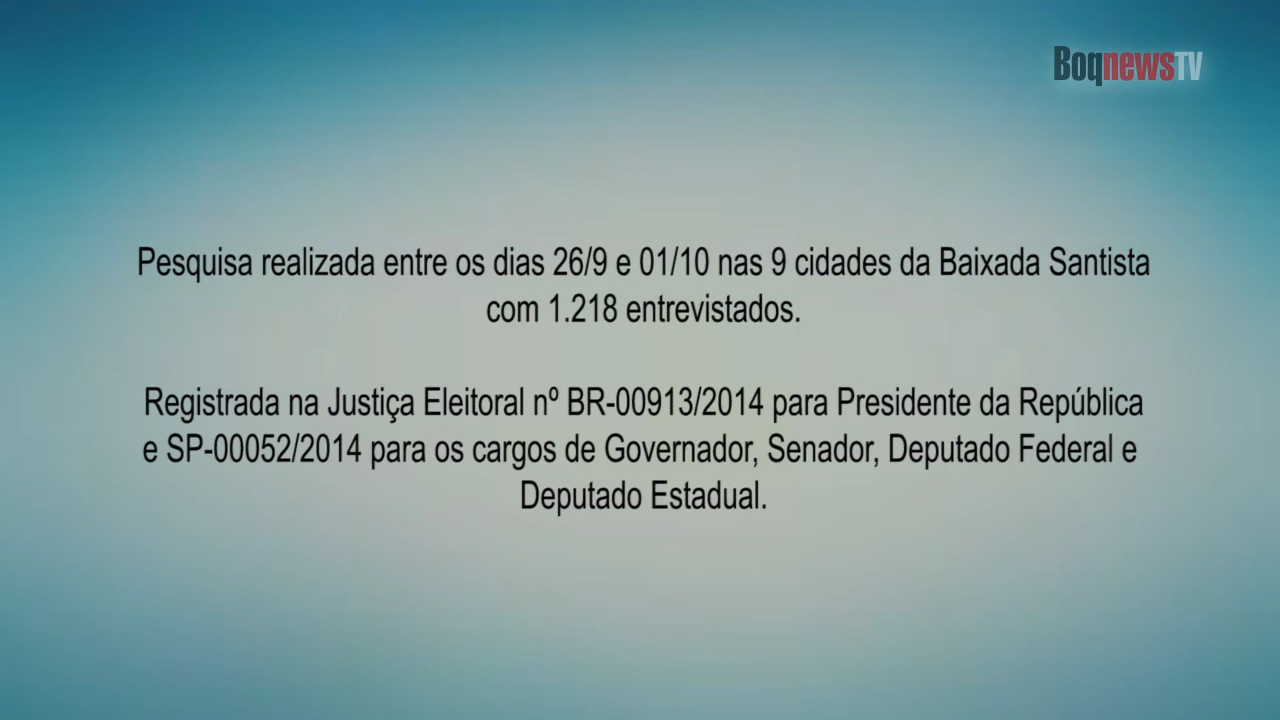 BoqnewsTV
Pesquisa realizada entre os dias 26/9 e 01/10 nas 9 cidades da Baixada Santista
com 1.218 entrevistados.
Registrada na Justiça Eleitoral nº BR-00913/2014 para Presidente da República
e SP-00052/2014 para os cargos de Governador, Senador, Deputado Federal e
Deputado Estadual.